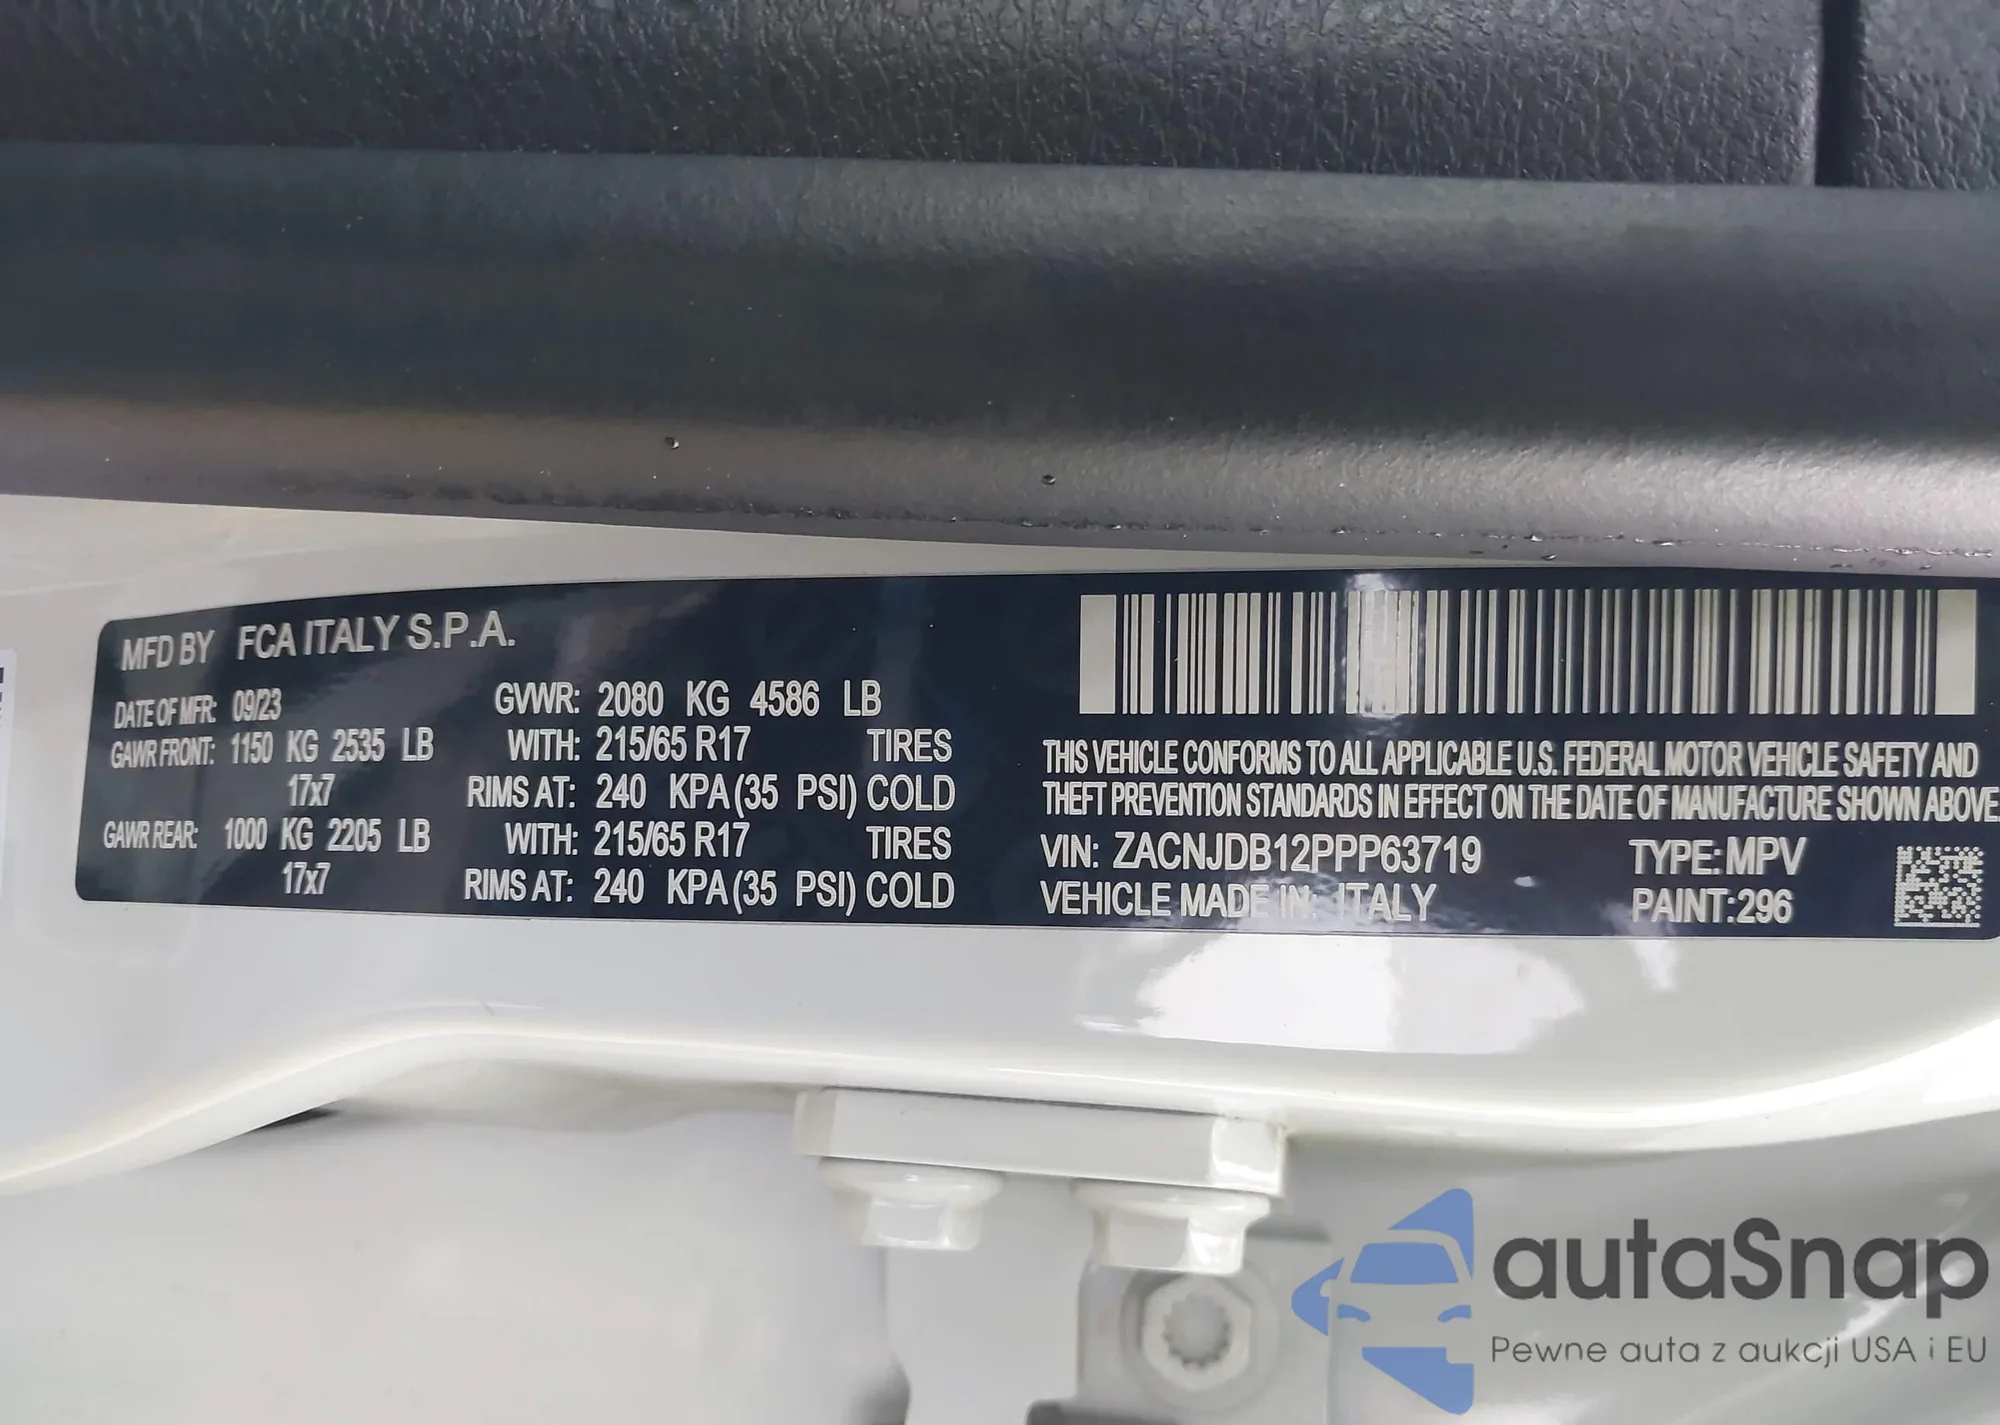 MFD BY FCA ITALY S.P.A.
DATE OF MFR: 09/23 GVWR: 2080 KG 4586 LB
GAWR FRONT: 1150 KG 2535 LB WITH: 215/65 R17 TIRES
17x7 RIMS AT: 240 KPA (35 PSI) COLD
GAWR REAR: 1000 KG 2205 LB WITH: 215/65 R17 TIRES
17x7 RIMS AT: 240 KPA (35 PSI) COLD
THIS VEHICLE CONFORMS TO ALL APPLICABLE U.S. FEDERAL MOTOR VEHICLE SAFETY AND
THEFT PREVENTION STANDARDS IN EFFECT ON THE DATE OF MANUFACTURE SHOWN ABOVE.
VIN: ZACNJDB12PPP63719 TYPE: MPV
VEHICLE MADE IN: ITALY PAINT: 296
autaSnap
Pewne auta z aukcji USA i EU